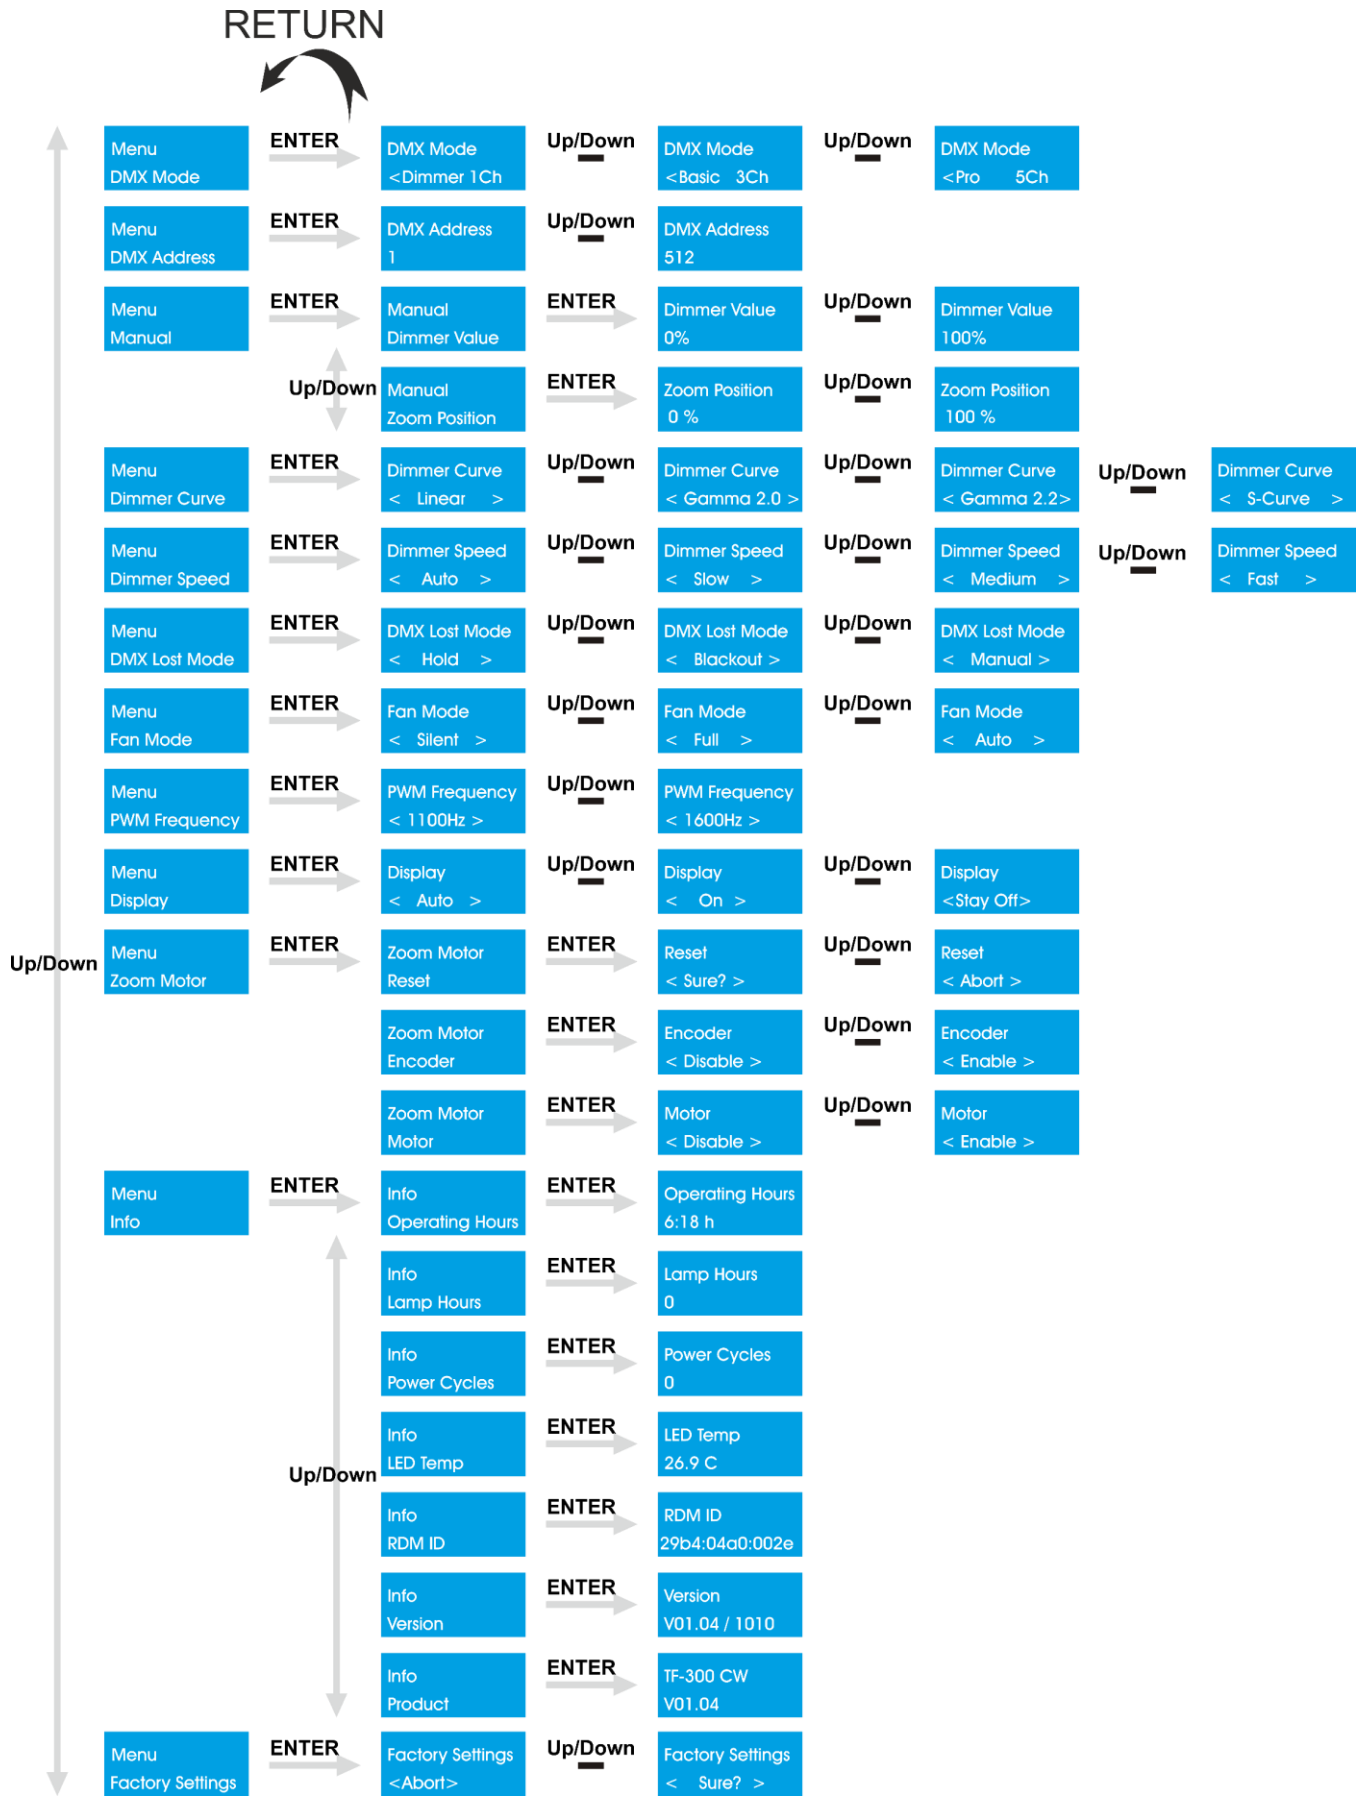 RETURN
Menu
DMX Mode
ENTER
DMX Mode
<Dimmer 1Ch
Up/Down
DMX Mode
<Basic 3Ch
Up/Down
DMX Mode
<Pro 5Ch
Menu
DMX Address
ENTER
DMX Address
1
Up/Down
DMX Address
512
Menu
Manual
ENTER
Manual
Dimmer Value
ENTER
Dimmer Value
0%
Up/Down
Dimmer Value
100%
Up/Down
Manual
Zoom Position
ENTER
Zoom Position
0 %
Up/Down
Zoom Position
100 %
Menu
Dimmer Curve
ENTER
Dimmer Curve
< Linear >
Up/Down
Dimmer Curve
< Gamma 2.0 >
Up/Down
Dimmer Curve
< Gamma 2.2>
Up/Down
Dimmer Curve
< S-Curve >
Menu
Dimmer Speed
ENTER
Dimmer Speed
< Auto >
Up/Down
Dimmer Speed
< Slow >
Up/Down
Dimmer Speed
< Medium >
Up/Down
Dimmer Speed
< Fast >
Menu
DMX Lost Mode
ENTER
DMX Lost Mode
< Hold >
Up/Down
DMX Lost Mode
< Blackout >
Up/Down
DMX Lost Mode
< Manual >
Menu
Fan Mode
ENTER
Fan Mode
< Silent >
Up/Down
Fan Mode
< Full >
Up/Down
Fan Mode
< Auto >
Menu
PWM Frequency
ENTER
PWM Frequency
< 1100Hz >
Up/Down
PWM Frequency
< 1600Hz >
Menu
Display
ENTER
Display
< Auto >
Up/Down
Display
< On >
Up/Down
Display
<Stay Off>
Up/Down
Menu
Zoom Motor
ENTER
Zoom Motor
Reset
ENTER
Reset
< Sure? >
Up/Down
Reset
< Abort >
Zoom Motor
Encoder
ENTER
Encoder
< Disable >
Up/Down
Encoder
< Enable >
Zoom Motor
Motor
ENTER
Motor
< Disable >
Up/Down
Motor
< Enable >
Menu
Info
ENTER
Info
Operating Hours
ENTER
Operating Hours
6:18 h
Info
Lamp Hours
ENTER
Lamp Hours
0
Info
Power Cycles
ENTER
Power Cycles
0
Up/Down
Info
LED Temp
ENTER
LED Temp
26.9 C
Info
RDM ID
ENTER
RDM ID
29b4:04a0:002e
Info
Version
ENTER
Version
V01.04 / 1010
Info
Product
ENTER
TF-300 CW
V01.04
Menu
Factory Settings
ENTER
Factory Settings
<Abort>
Up/Down
Factory Settings
< Sure? >